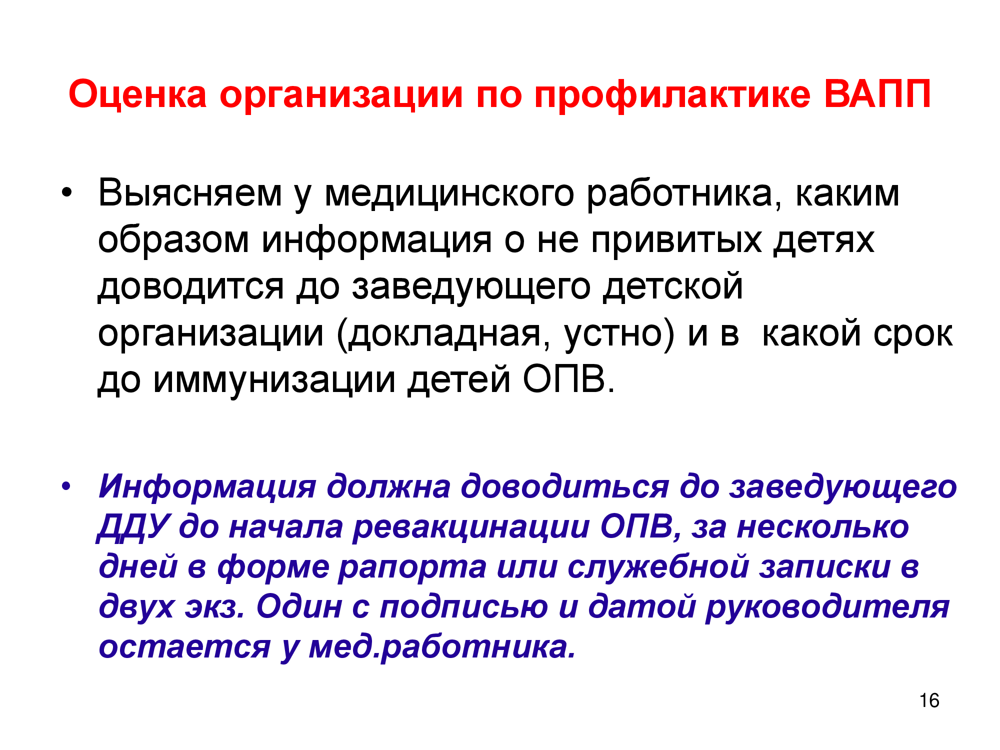 Оценка организации по профилактике ВАПП
• Выясняем у медицинского работника, каким
образом информация о не привитых детях
доводится до заведующего детской
организации (докладная, устно) и в  какой срок
до иммунизации детей ОПВ.
• Информация должна доводиться до заведующего
ДДУ до начала ревакцинации ОПВ, за несколько
дней в форме рапорта или служебной записки в
двух экз. Один с подписью и датой руководителя
остается у мед.работника.
16